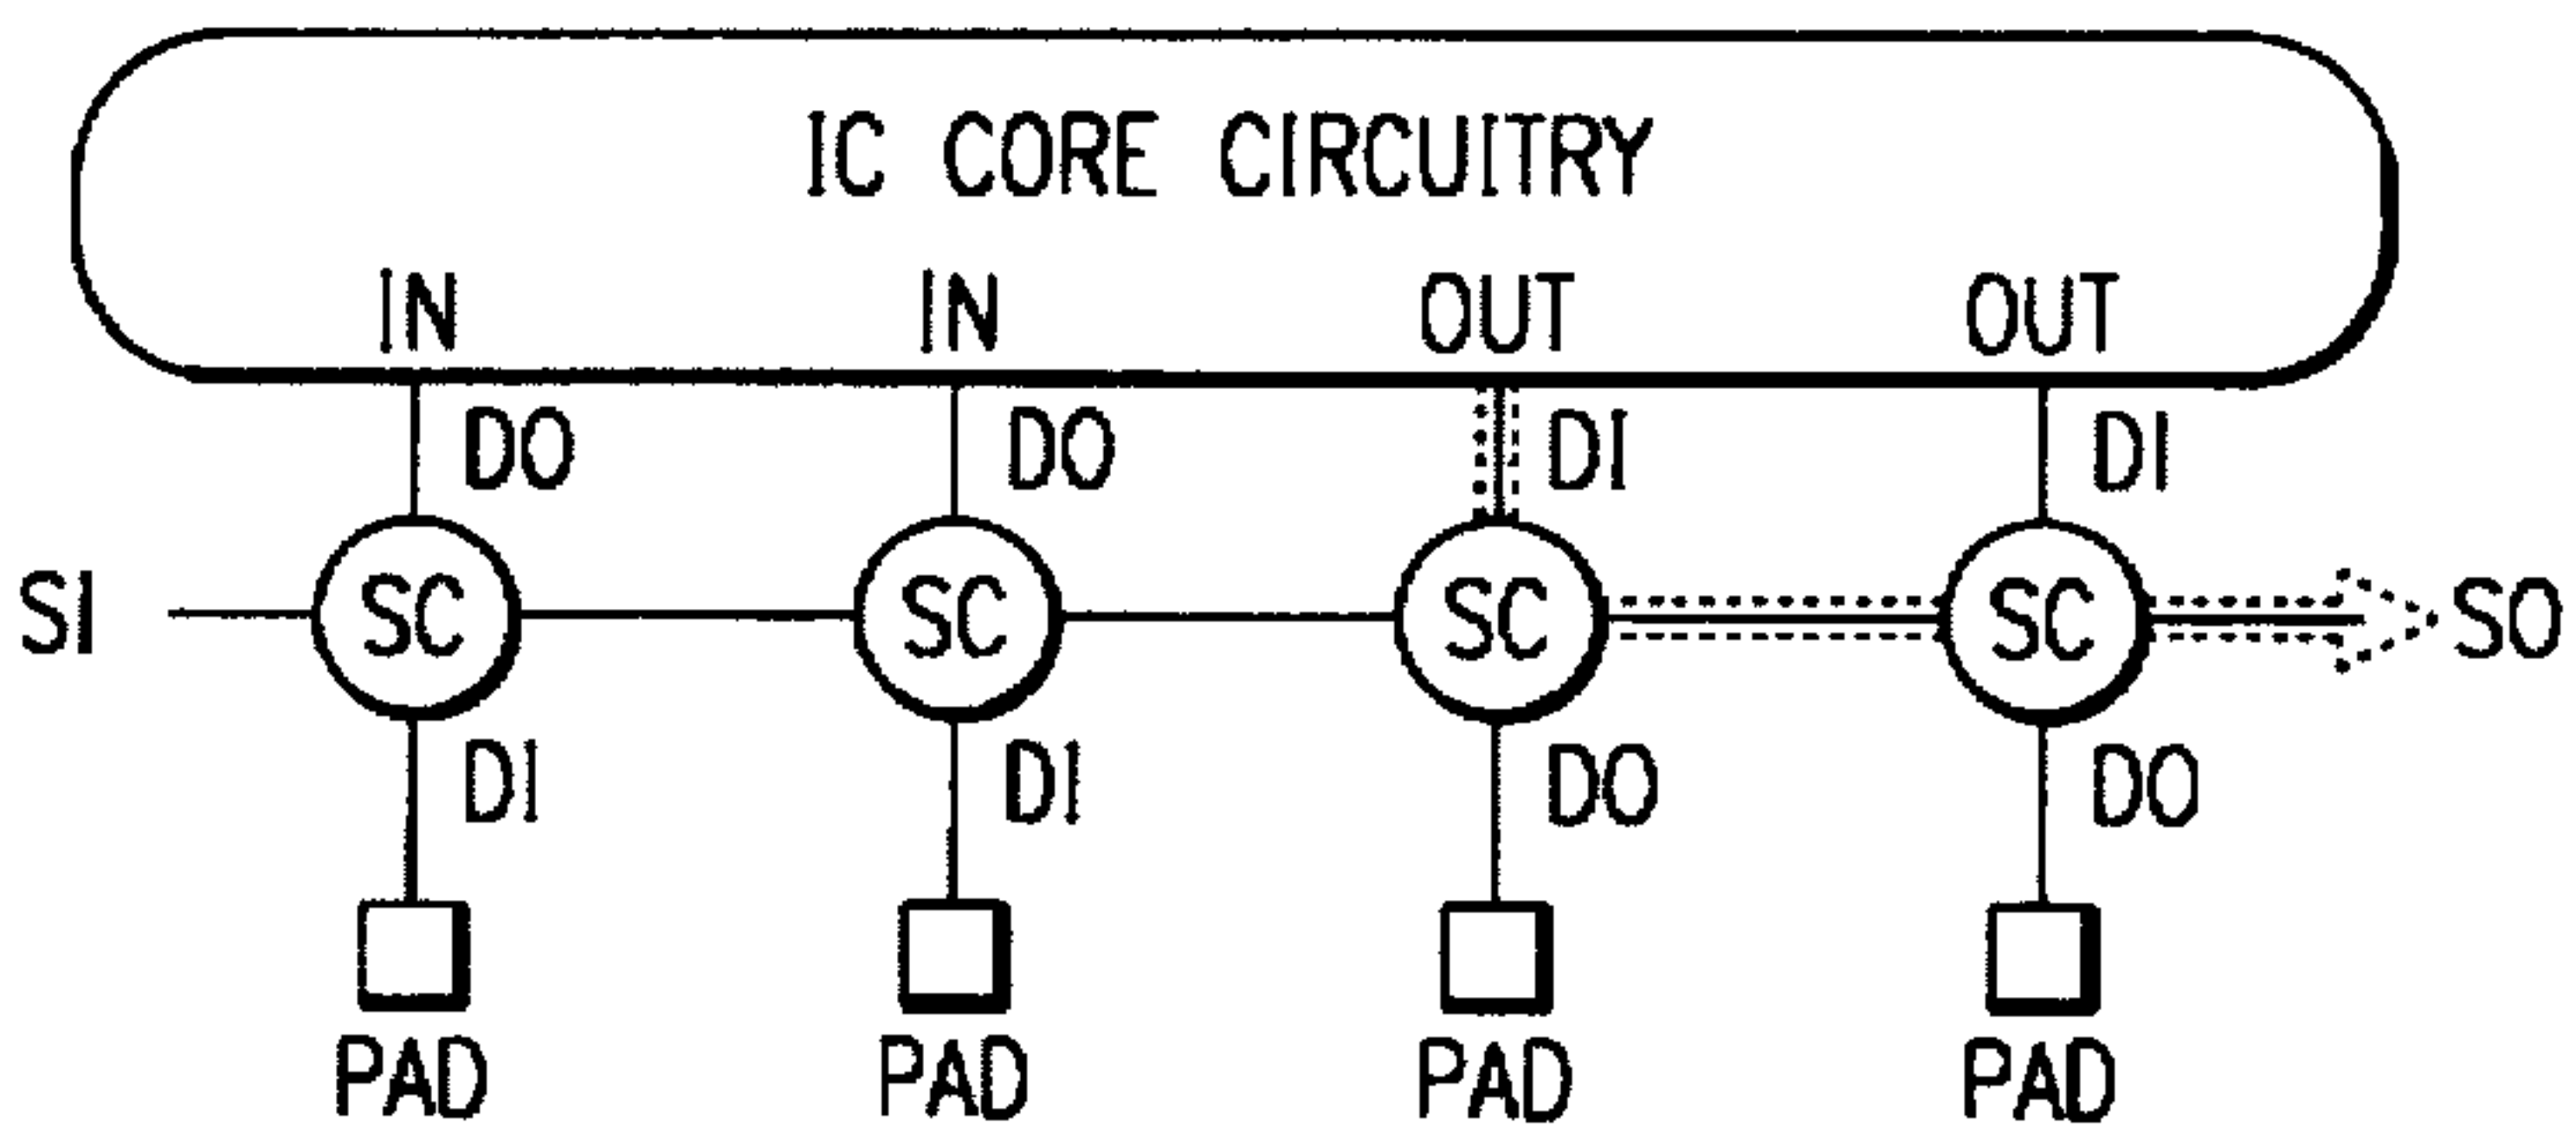 IC CORE CIRCUITRY
IN IN OUT OUT
DO DO DI DI
SI SC SC SC SC SO
DI DI DO DO
PAD PAD PAD PAD